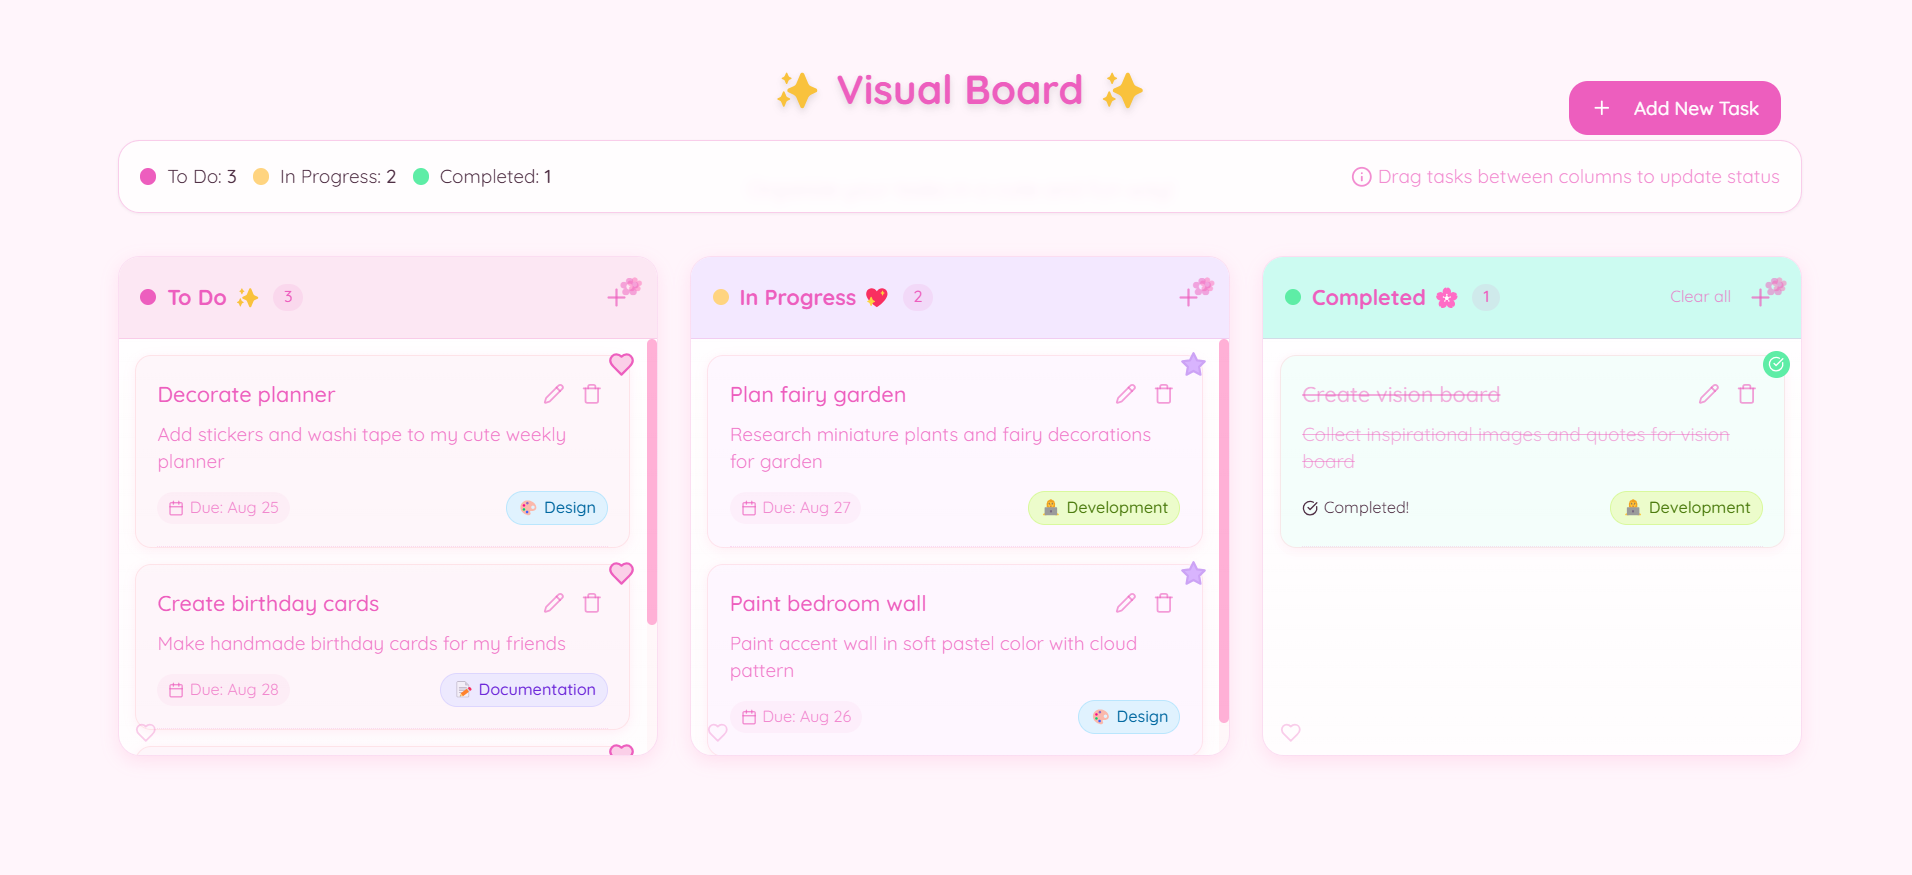 ✨ Visual Board ✨
Add New Task
To Do: 3
In Progress: 2
Completed: 1
Drag tasks between columns to update status
To Do ✨ 3
Decorate planner
Add stickers and washi tape to my cute weekly
planner
Due: Aug 25
🎨 Design
Create birthday cards
Make handmade birthday cards for my friends
Due: Aug 28
📝 Documentation
In Progress 💖 2
Plan fairy garden
Research miniature plants and fairy decorations
for garden
Due: Aug 27
Development
Paint bedroom wall
Paint accent wall in soft pastel color with cloud
pattern
Due: Aug 26
🎨 Design
Completed 🌸 1
Clear all
Create vision board
Collect inspirational images and quotes for vision
board
Completed!
Development